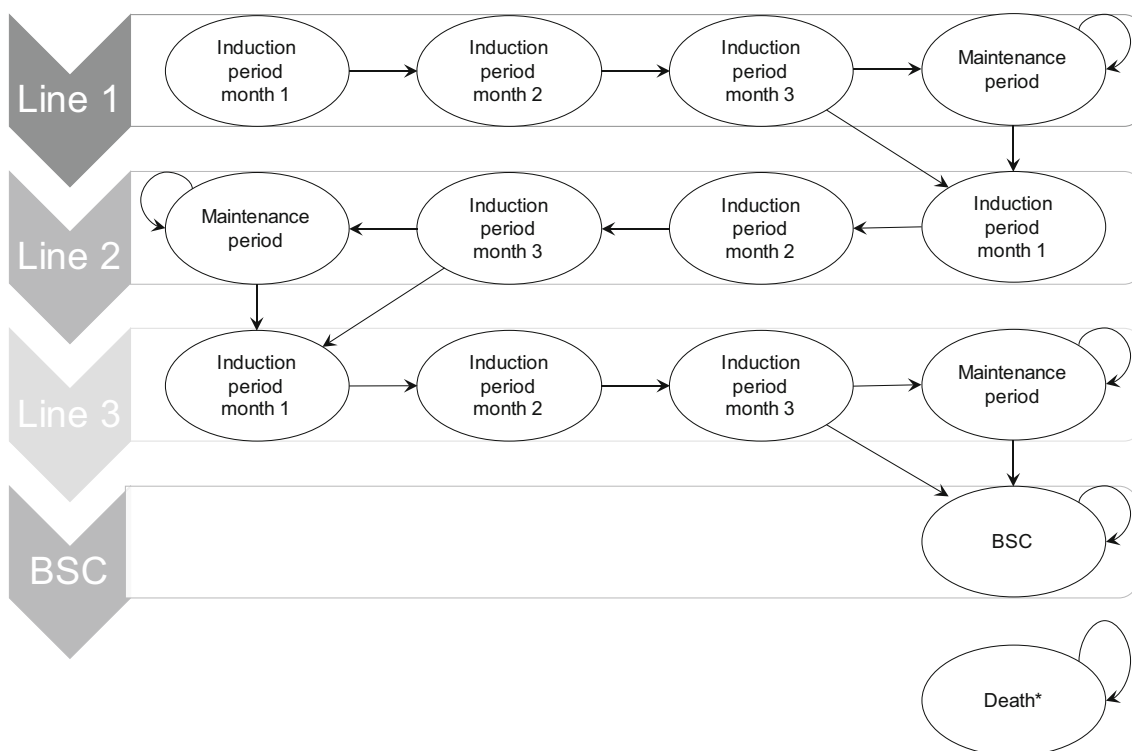 Line 1
Induction
period
month 1
Induction
period
month 2
Induction
period
month 3
Maintenance
period
Line 2
Maintenance
period
Induction
period
month 3
Induction
period
month 2
Induction
period
month 1
Line 3
Induction
period
month 1
Induction
period
month 2
Induction
period
month 3
Maintenance
period
BSC
BSC
Death*